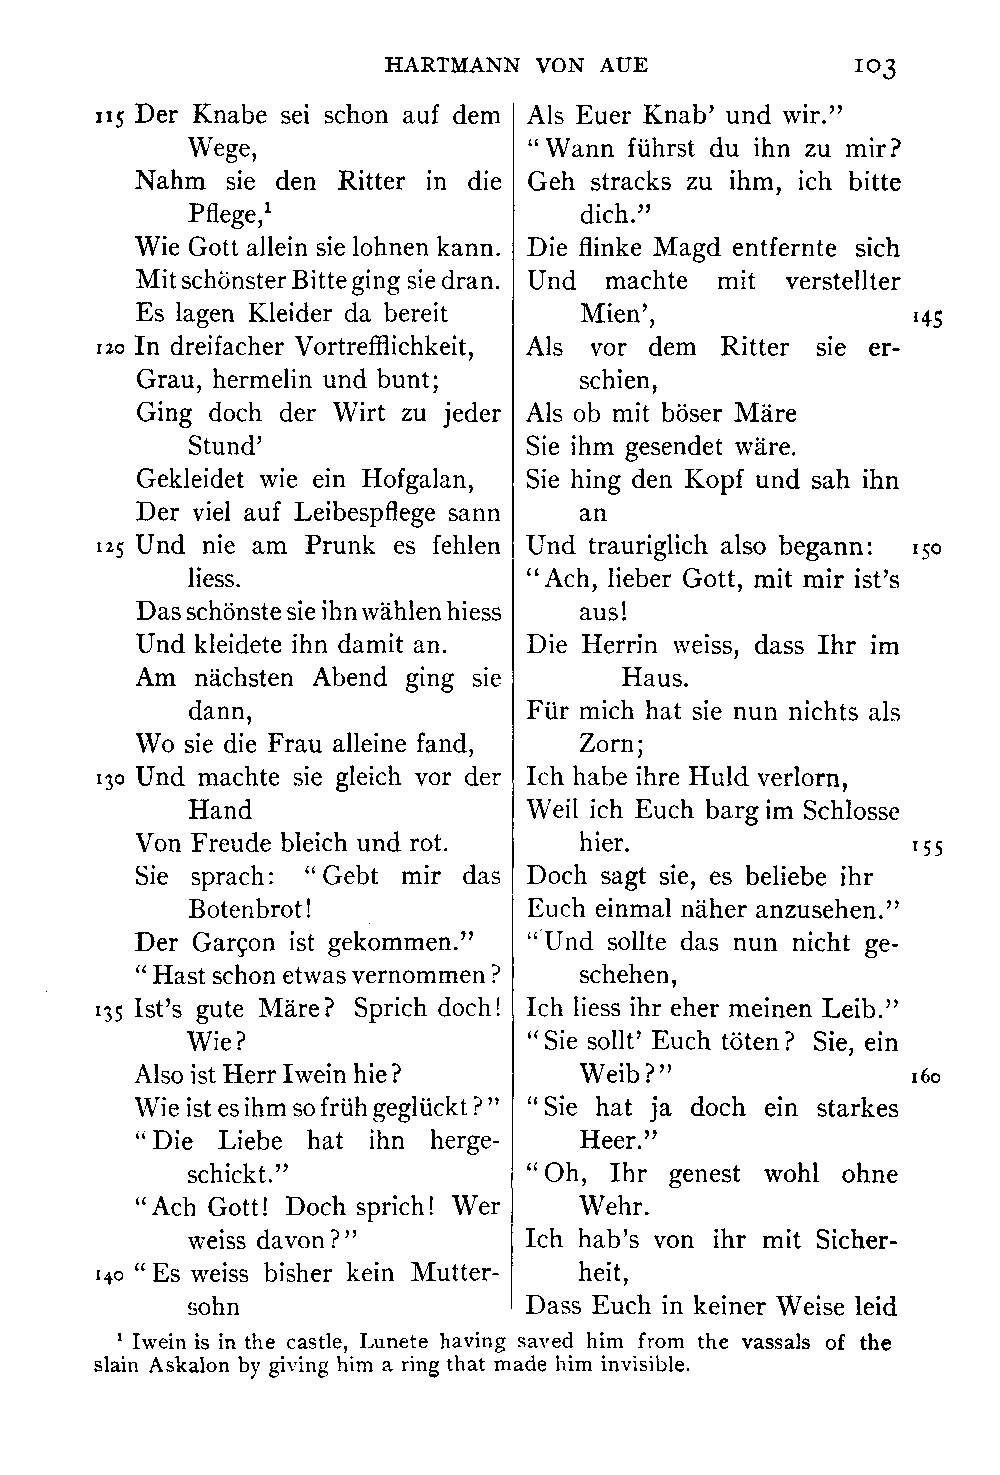 HARTMANN VON AUE 103
115 Der Knabe sei schon auf dem
Wege,
Nahm sie den Ritter in die
Pflege,¹
Wie Gott allein sie lohnen kann.
Mit schönster Bitte ging sie dran.
Es lagen Kleider da bereit
120 In dreifacher Vortrefflichkeit,
Grau, hermelin und bunt;
Ging doch der Wirt zu jeder
Stund’
Gekleidet wie ein Hofgalan,
Der viel auf Leibespflege sann
125 Und nie am Prunk es fehlen
liess.
Das schönste sie ihn wählen hiess
Und kleidete ihn damit an.
Am nächsten Abend ging sie
dann,
Wo sie die Frau alleine fand,
130 Und machte sie gleich vor der
Hand
Von Freude bleich und rot.
Sie sprach: “Gebt mir das
Botenbrot!
Der Garçon ist gekommen.”
“Hast schon etwas vernommen?
135 Ist’s gute Märe? Sprich doch!
Wie?
Also ist Herr Iwein hie?
Wie ist es ihm so früh geglückt?”
“Die Liebe hat ihn herge-
schickt.”
“Ach Gott! Doch sprich! Wer
weiss davon?”
140 “Es weiss bisher kein Mutter-
sohn
Als Euer Knab’ und wir.”
“Wann führst du ihn zu mir?
Geh stracks zu ihm, ich bitte
dich.”
Die flinke Magd entfernte sich
Und machte mit verstellter
Mien’, 145
Als vor dem Ritter sie er-
schien,
Als ob mit böser Märe
Sie ihm gesendet wäre.
Sie hing den Kopf und sah ihn
an
Und trauriglich also begann: 150
“Ach, lieber Gott, mit mir ist’s
aus!
Die Herrin weiss, dass Ihr im
Haus.
Für mich hat sie nun nichts als
Zorn;
Ich habe ihre Huld verlorn,
Weil ich Euch barg im Schlosse
hier. 155
Doch sagt sie, es beliebe ihr
Euch einmal näher anzusehen.”
“Und sollte das nun nicht ge-
schehen,
Ich liess ihr eher meinen Leib.”
“Sie sollt’ Euch töten? Sie, ein
Weib?” 160
“Sie hat ja doch ein starkes
Heer.”
“Oh, Ihr genest wohl ohne
Wehr.
Ich hab’s von ihr mit Sicher-
heit,
Dass Euch in keiner Weise leid
¹ Iwein is in the castle, Lunete having saved him from the vassals of the
slain Askalon by giving him a ring that made him invisible.